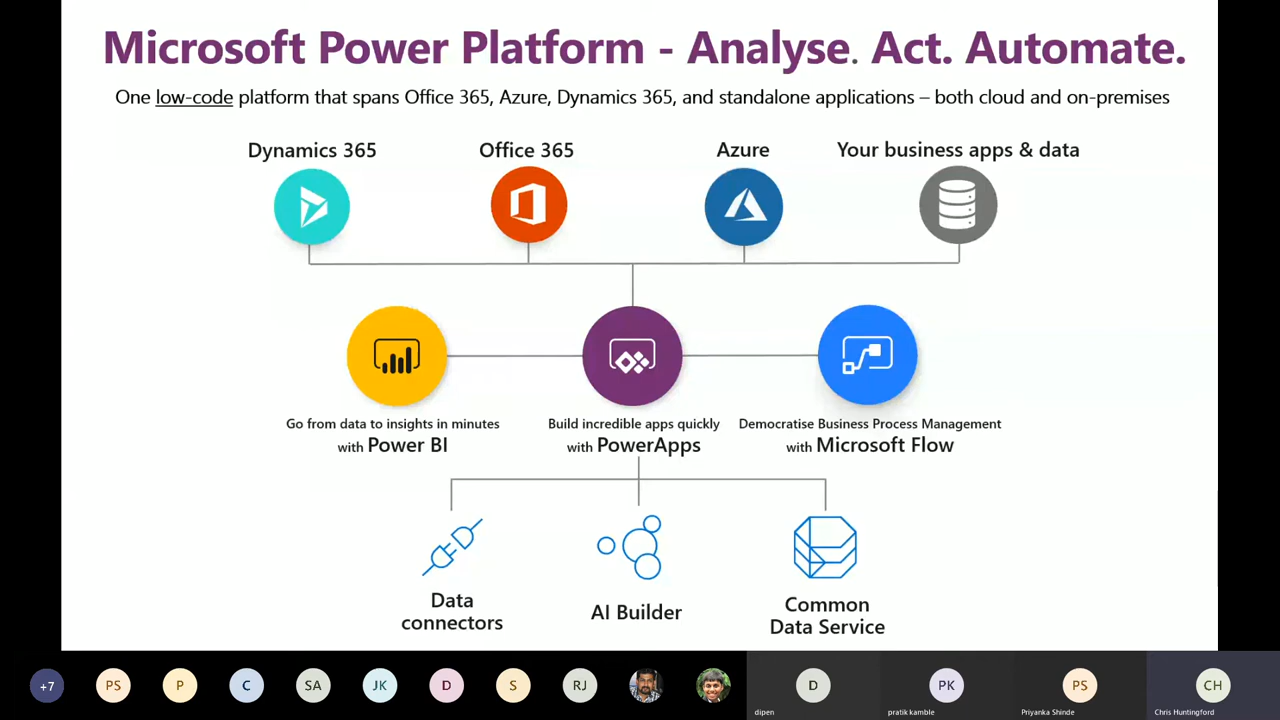 Microsoft Power Platform - Analyse. Act. Automate.
One low-code platform that spans Office 365, Azure, Dynamics 365, and standalone applications – both cloud and on-premises
Dynamics 365
Office 365
Azure
Your business apps & data
Go from data to insights in minutes
with Power BI
Build incredible apps quickly
with PowerApps
Democratise Business Process Management
with Microsoft Flow
Data
connectors
AI Builder
Common
Data Service
+7
PS
P
C
SA
JK
D
S
RJ
D
dipen
PK
pratik kamble
PS
Priyanka Shinde
CH
Chris Huntingford